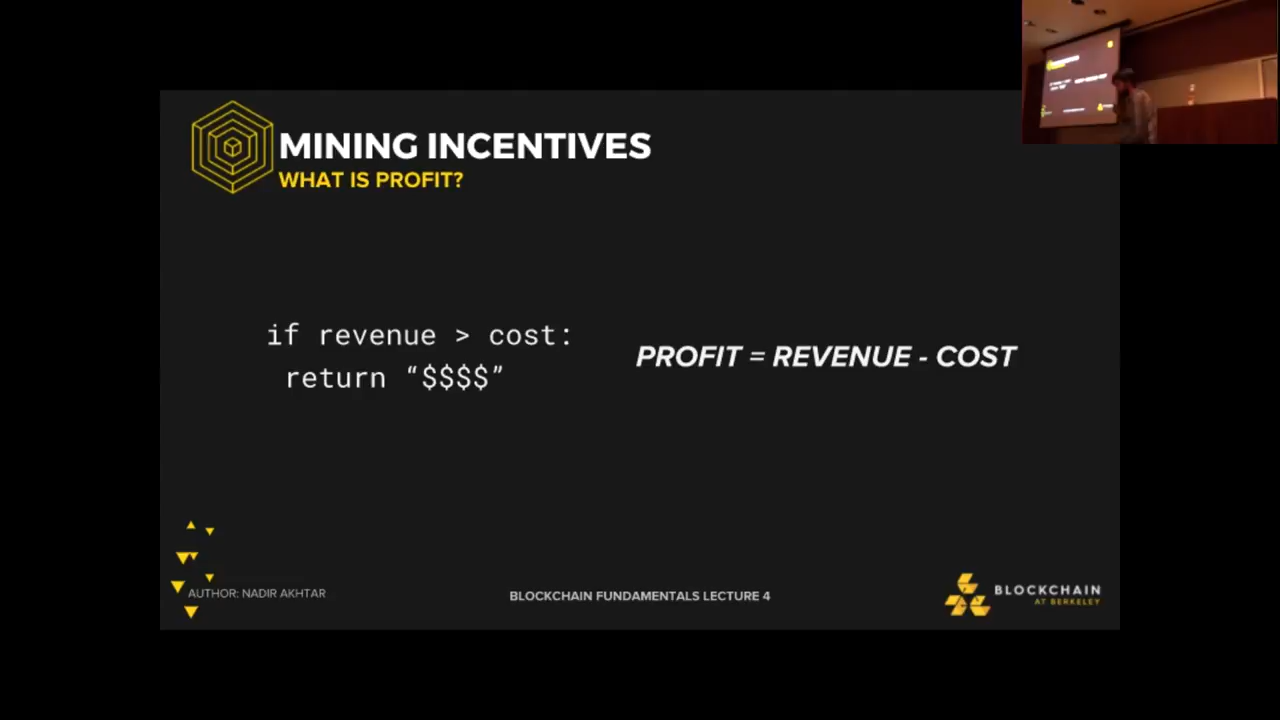 MINING INCENTIVES
WHAT IS PROFIT?
if revenue > cost:
return “$$$$”
PROFIT = REVENUE - COST
AUTHOR: NADIR AKHTAR
BLOCKCHAIN FUNDAMENTALS LECTURE 4
BLOCKCHAIN
AT BERKELEY